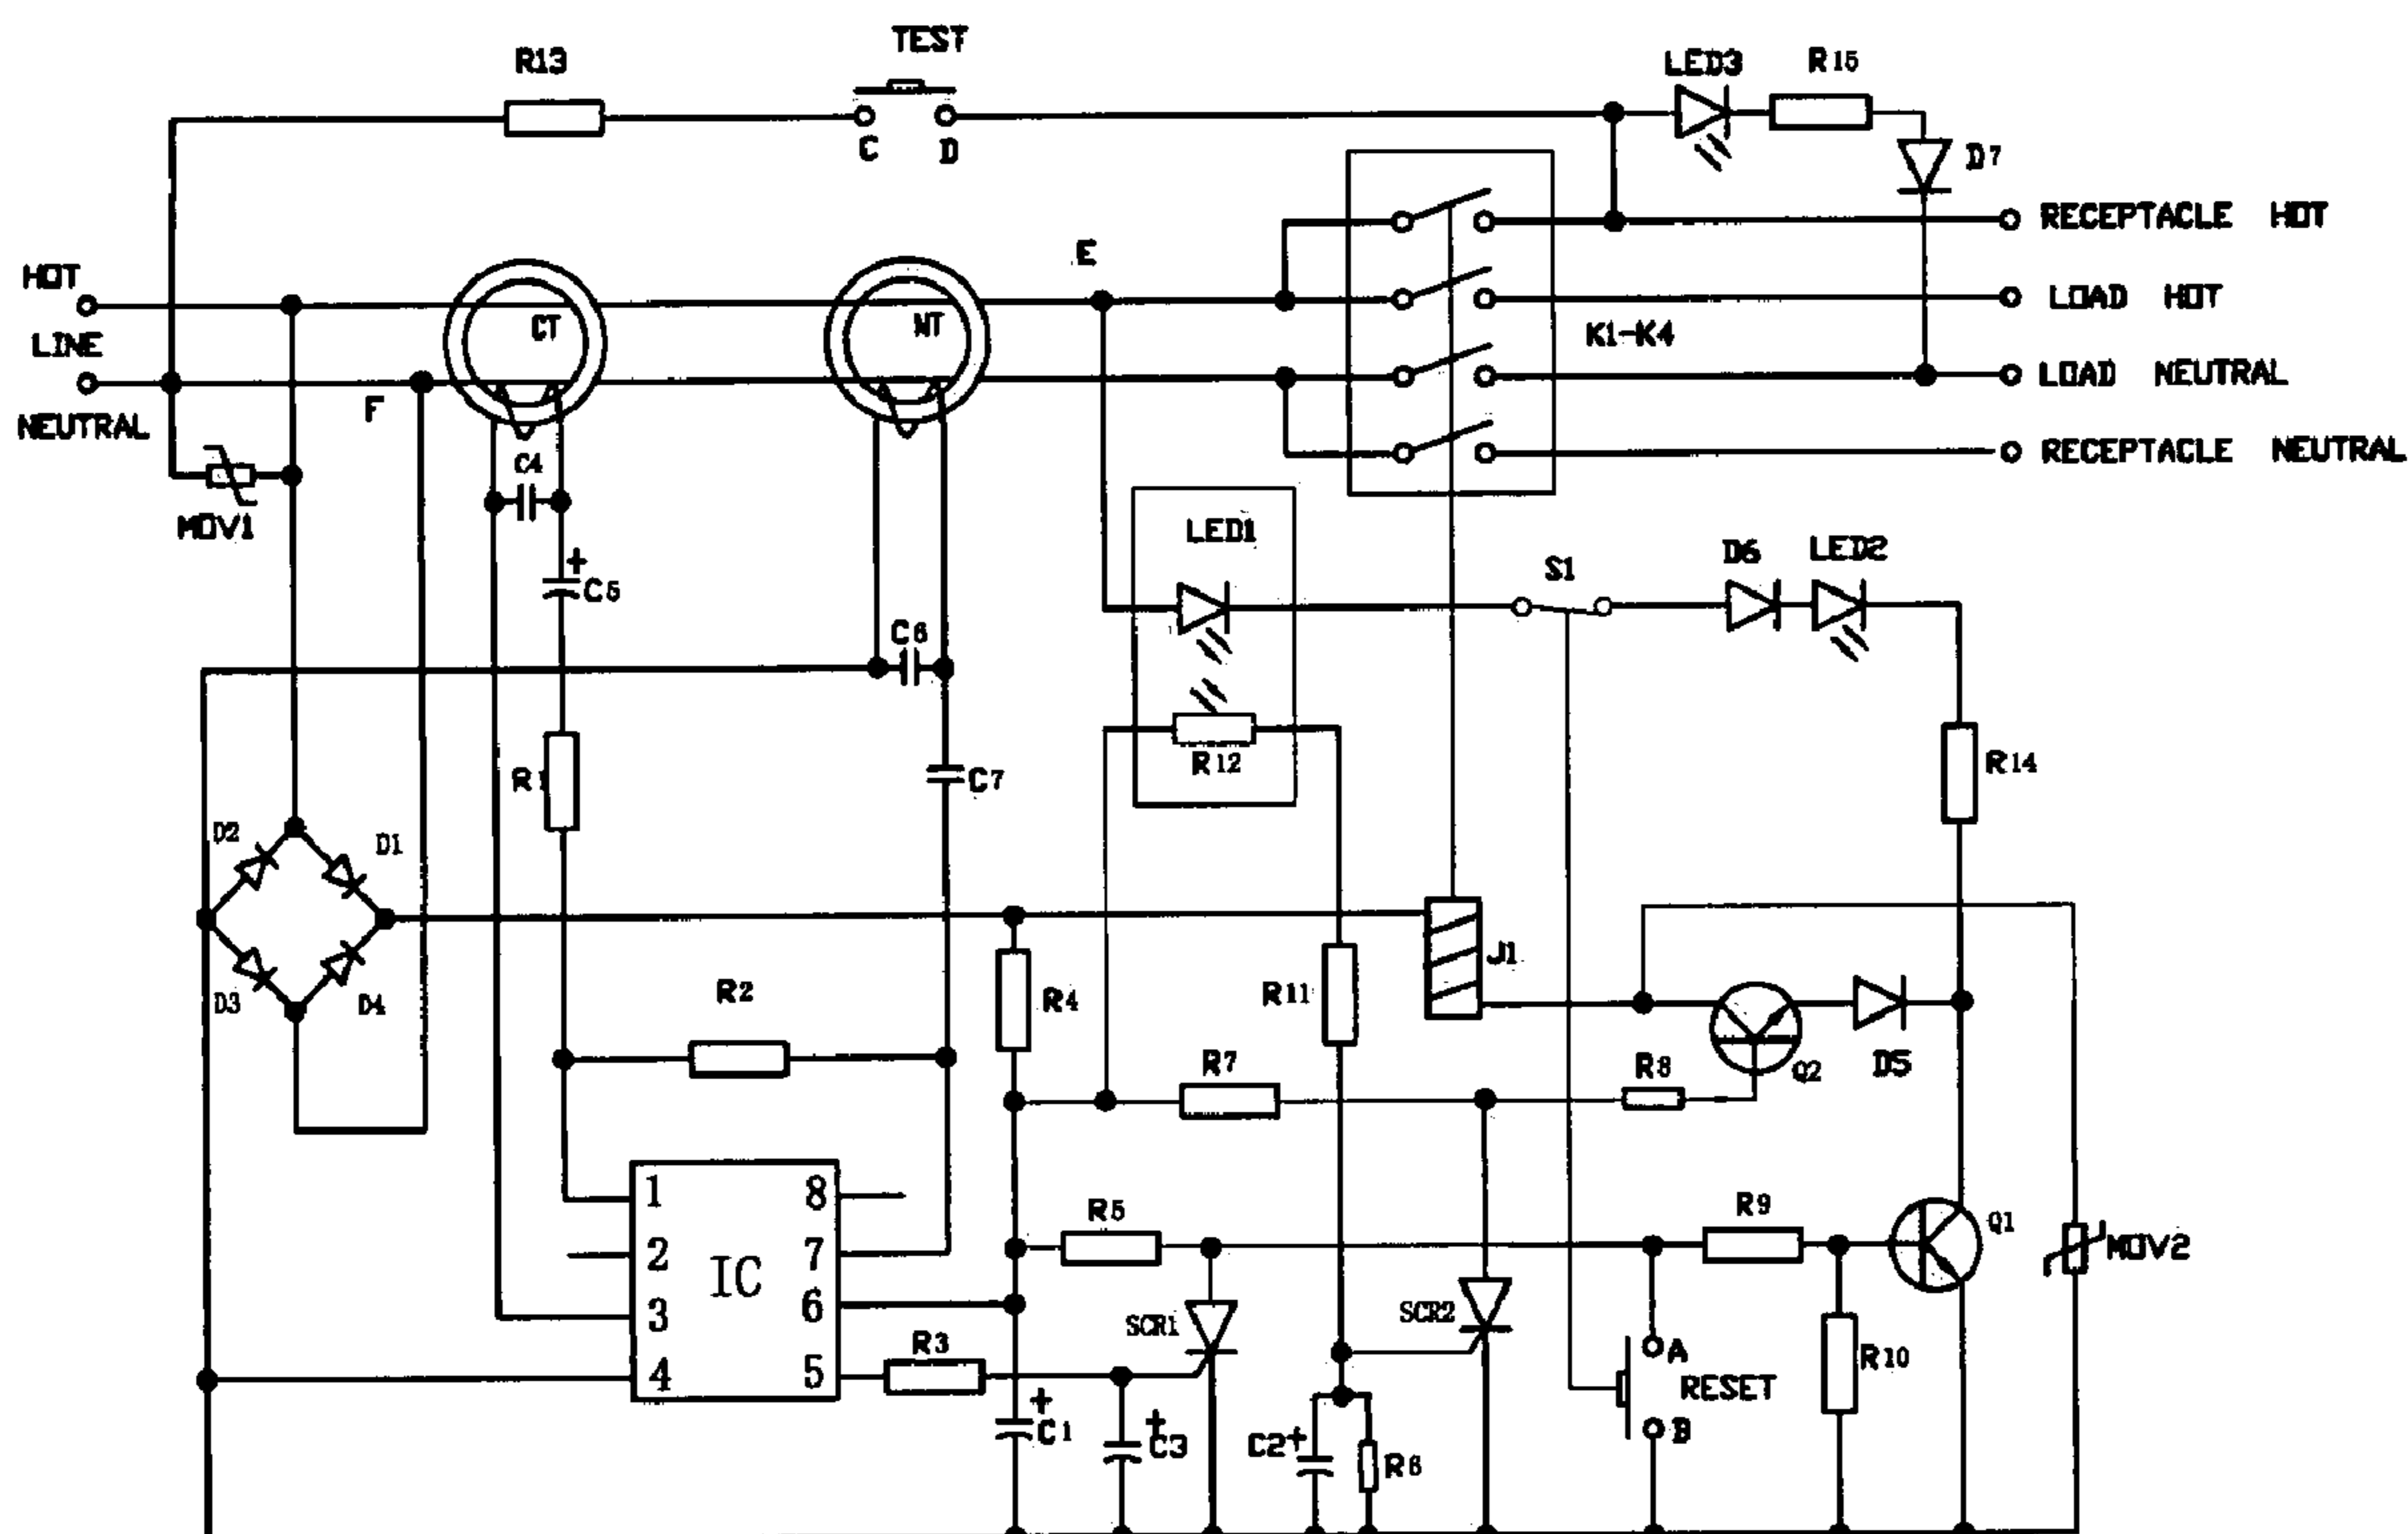 TEST
R13
LED3
R15
C
D
D7
RECEPTACLE HOT
E
HOT
LOAD HOT
CT
NT
LINE
K1-K4
LOAD NEUTRAL
F
NEUTRAL
RECEPTACLE NEUTRAL
C4
MOV1
LED1
D6
LED2
S1
+
C5
C6
R12
R14
C7
R1
D2
D1
J1
R2
R4
R11
D3
D4
R7
R8
Q2
D5
1
8
R5
R9
Q1
2
7
MOV2
IC
3
6
SCR1
SCR2
R3
A
R10
4
5
RESET
+
C1
+
C3
C2+
B
R6